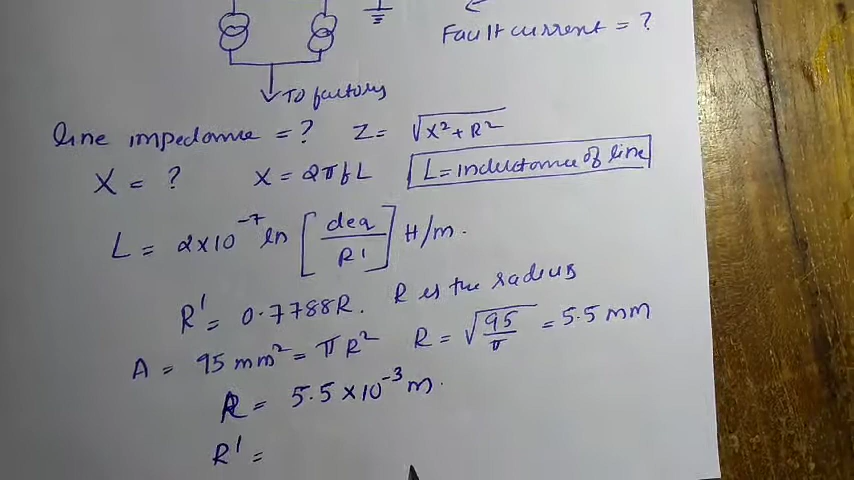 Fault current = ?
To factory
line impedance = ? Z = √X² + R²
X = ? X = 2πfL L = inductance of line
L = 2×10⁻⁷ ln [deq/R'] H/m.
R' = 0.7788R. R is the radius
A = 95 mm² = πR² R = √95/π = 5.5 mm
R = 5.5 × 10⁻³ m.
R' =